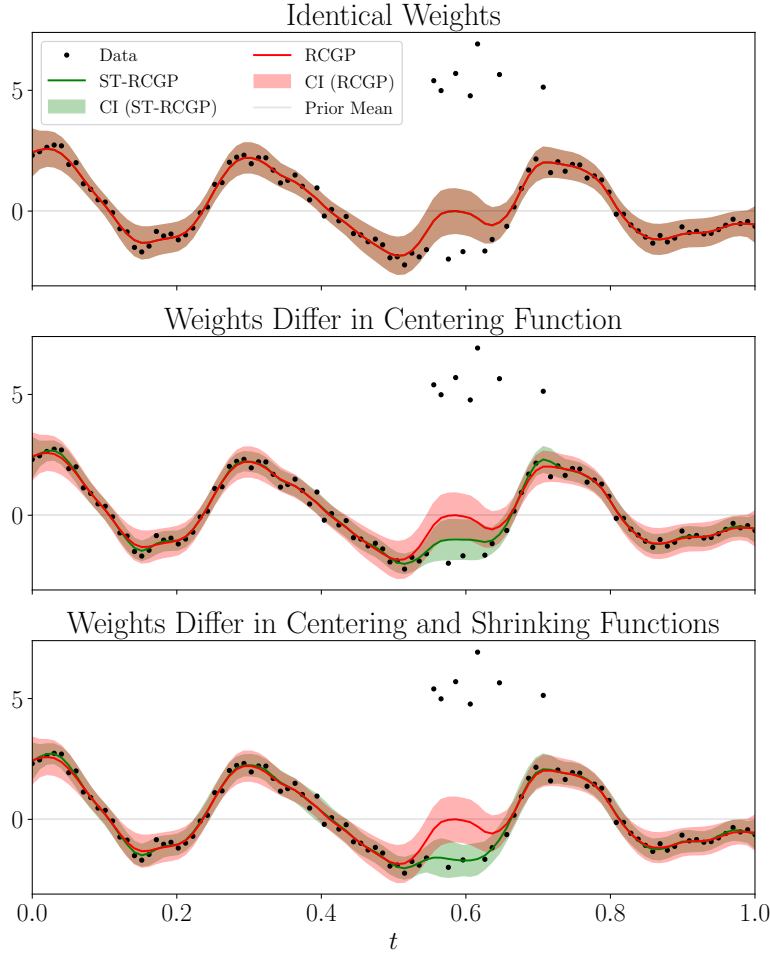 Identical Weights
Data
ST-RCGP
CI (ST-RCGP)
RCGP
CI (RCGP)
Prior Mean
5
0
Weights Differ in Centering Function
5
0
Weights Differ in Centering and Shrinking Functions
5
0
0.0 0.2 0.4 0.6 0.8 1.0
t